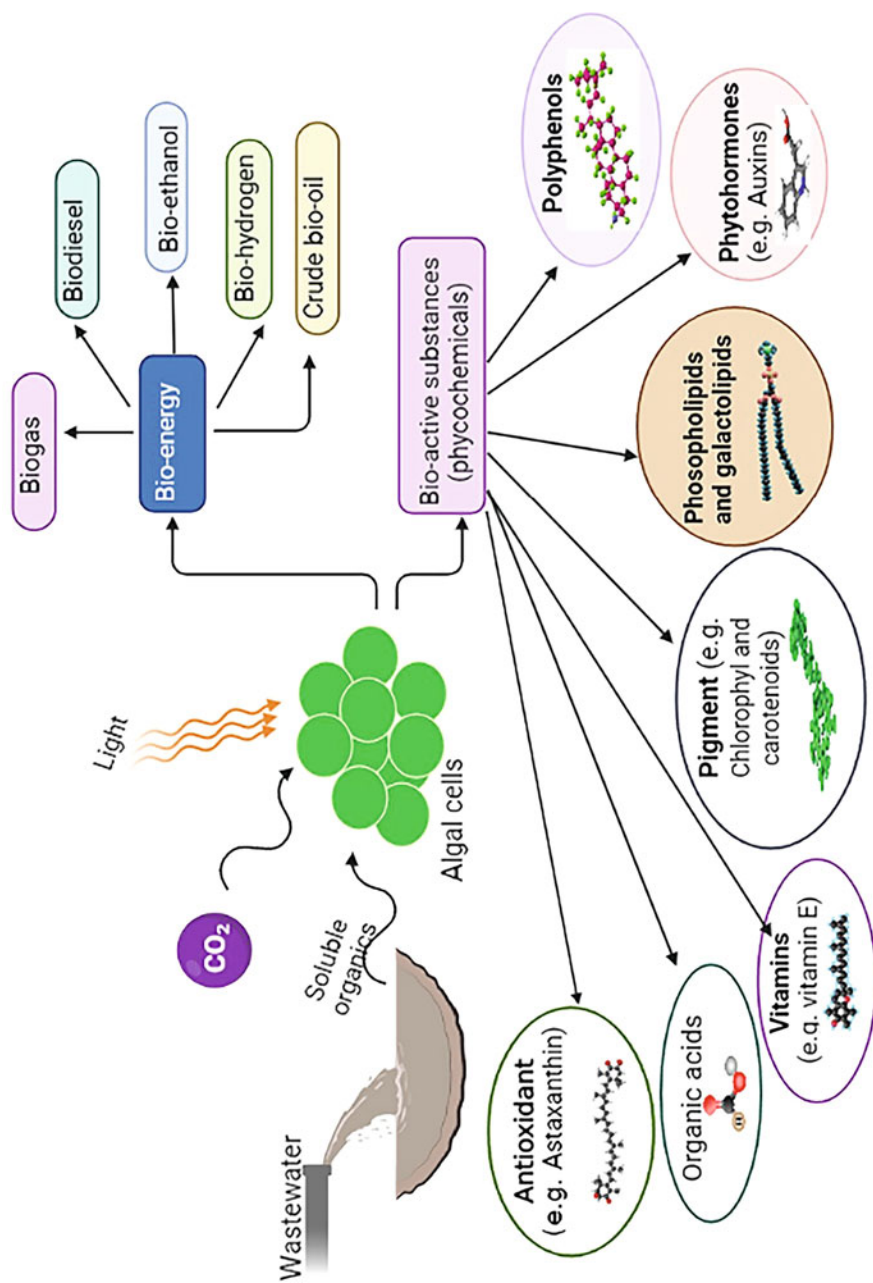 Wastewater
Soluble
organics
CO₂
Light
Algal cells
Bio-energy
Biogas
Biodiesel
Bio-ethanol
Bio-hydrogen
Crude bio-oil
Bio-active substances
(phycochemicals)
Antioxidant
(e.g. Astaxanthin)
Organic acids
H
Vitamins
(e.g. vitamin E)
Pigment (e.g.
Chlorophyl and
carotenoids)
Phosopholipids
and galactolipids
Phytohormones
(e.g. Auxins)
Polyphenols